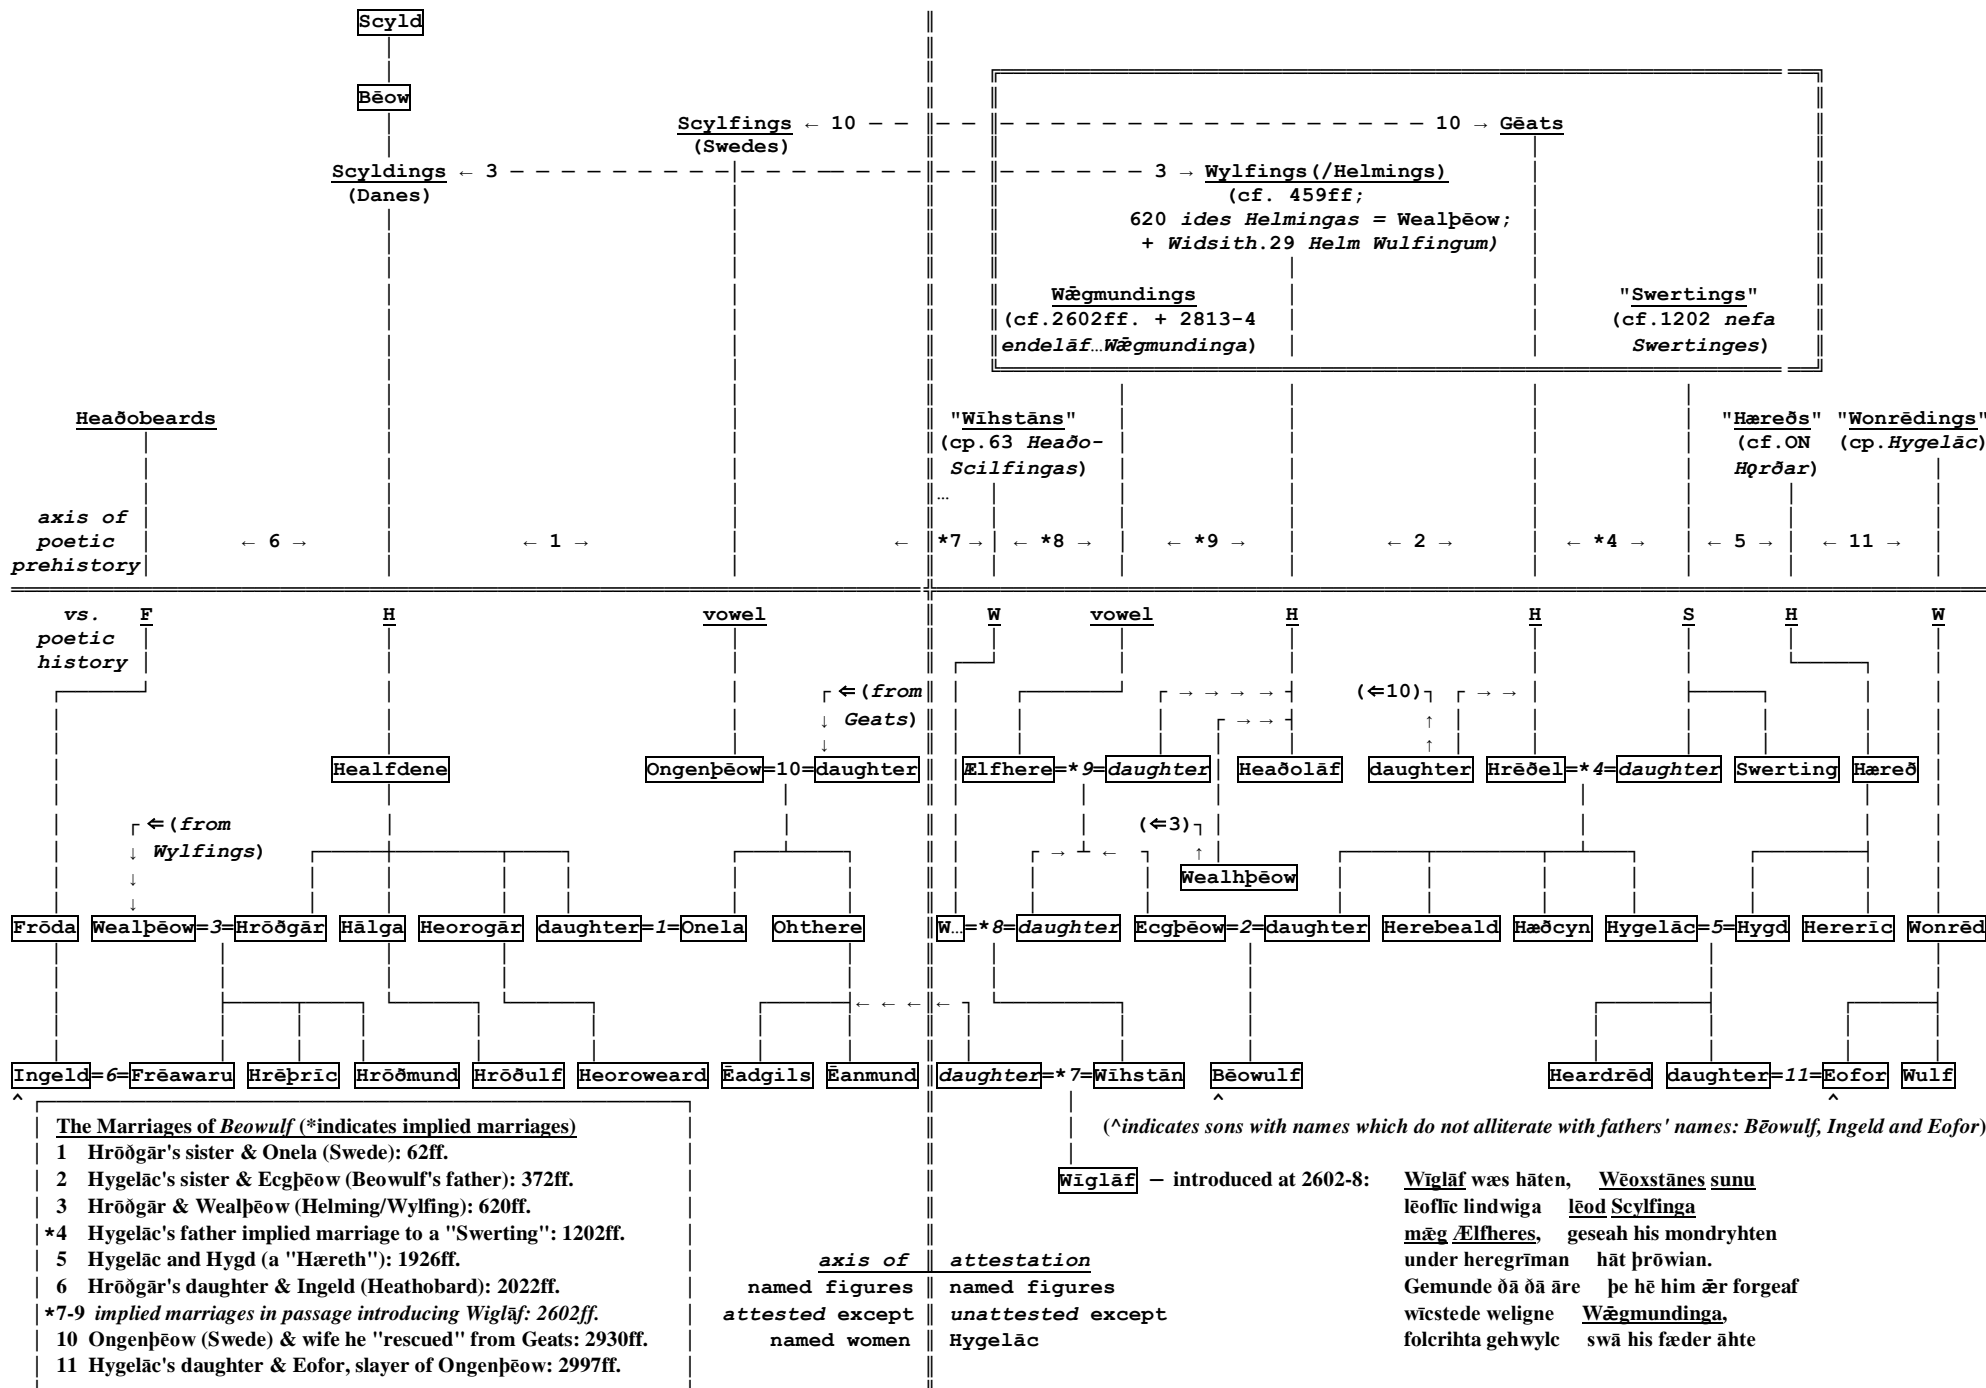 Scyld
Bēow
Scylfings ← 10 — — — — — — — — — — — — — — — — — — — 10 → Gēats
(Swedes)
Scyldings ← 3 — — — — — — — — — — — — — — — — — — — — — — — — 3 → Wylfings(/Helmings)
(Danes) (cf. 459ff;
620 ides Helmingas = Wealþēow;
+ Widsith.29 Helm Wulfingum)
Wǣgmundings "Swertings"
(cf.2602ff. + 2813-4 (cf.1202 nefa
endelāf…Wǣgmundinga) Swertinges)
Heaðobeards "Wīhstāns" "Hæreðs" "Wonrēdings"
(cp.63 Heaðo- (cf.ON (cp.Hygelāc)
Scilfingas) Hǫrðar)
…
axis of
poetic ← 6 → ← 1 → ← *7 → ← *8 → ← *9 → ← 2 → ← *4 → ← 5 → ← 11 →
prehistory
vs. F H vowel W vowel H H S H W
poetic
history
⇐(from → → → → (⇐10) → →
↓ Geats) → → ↑
↓ ↑
Healfdene Ongenþēow=10=daughter Ælfhere=*9=daughter Heaðolāf daughter Hrēðel=*4=daughter Swerting Hæreð
⇐(from (⇐3)
↓ Wylfings) → ← ↑
↓ Wealhþēow
↓
Frōda Wealþēow=3=Hrōðgār Hālga Heorogār daughter=1=Onela Ohthere W…=*8=daughter Ecgþēow=2=daughter Herebeald Hæðcyn Hygelāc=5=Hygd Hererīc Wonrēd
← ← ← ←
Ingeld=6=Frēawaru Hrēþrīc Hrōðmund Hrōðulf Heoroweard Ēadgils Ēanmund daughter=*7=Wīhstān Bēowulf Heardrēd daughter=11=Eofor Wulf
^ ^ ^
The Marriages of Beowulf (*indicates implied marriages) (^indicates sons with names which do not alliterate with fathers' names: Bēowulf, Ingeld and Eofor)
1 Hrōðgār's sister & Onela (Swede): 62ff.
2 Hygelāc's sister & Ecgþēow (Beowulf's father): 372ff.
3 Hrōðgār & Wealþēow (Helming/Wylfing): 620ff.
*4 Hygelāc's father implied marriage to a "Swerting": 1202ff.
5 Hygelāc and Hygd (a "Hæreth"): 1926ff.
6 Hrōðgār's daughter & Ingeld (Heathobard): 2022ff.
*7-9 implied marriages in passage introducing Wiglāf: 2602ff.
10 Ongenþēow (Swede) & wife he "rescued" from Geats: 2930ff.
11 Hygelāc's daughter & Eofor, slayer of Ongenþēow: 2997ff.
axis of attestation
named figures named figures
attested except unattested except
named women Hygelāc
Wīglāf — introduced at 2602-8: Wīglāf wæs hāten, Wēoxstānes sunu
lēoflīc lindwiga lēod Scylfinga
mǣg Ælfheres, geseah his mondryhten
under heregrīman hāt þrōwian.
Gemunde ðā ðā āre þe hē him ǣr forgeaf
wīcstede weligne Wǣgmundinga,
folcrihta gehwylc swā his fæder āhte